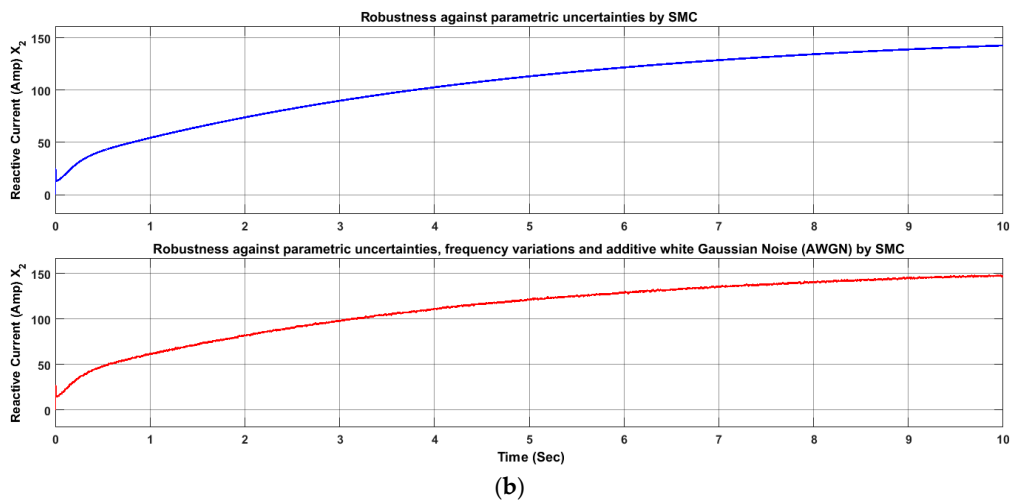 Robustness against parametric uncertainties by SMC
Reactive Current (Amp) X2
150
100
50
0
0 1 2 3 4 5 6 7 8 9 10
Robustness against parametric uncertainties, frequency variations and additive white Gaussian Noise (AWGN) by SMC
Reactive Current (Amp) X2
150
100
50
0
0 1 2 3 4 5 6 7 8 9 10
Time (Sec)
(b)